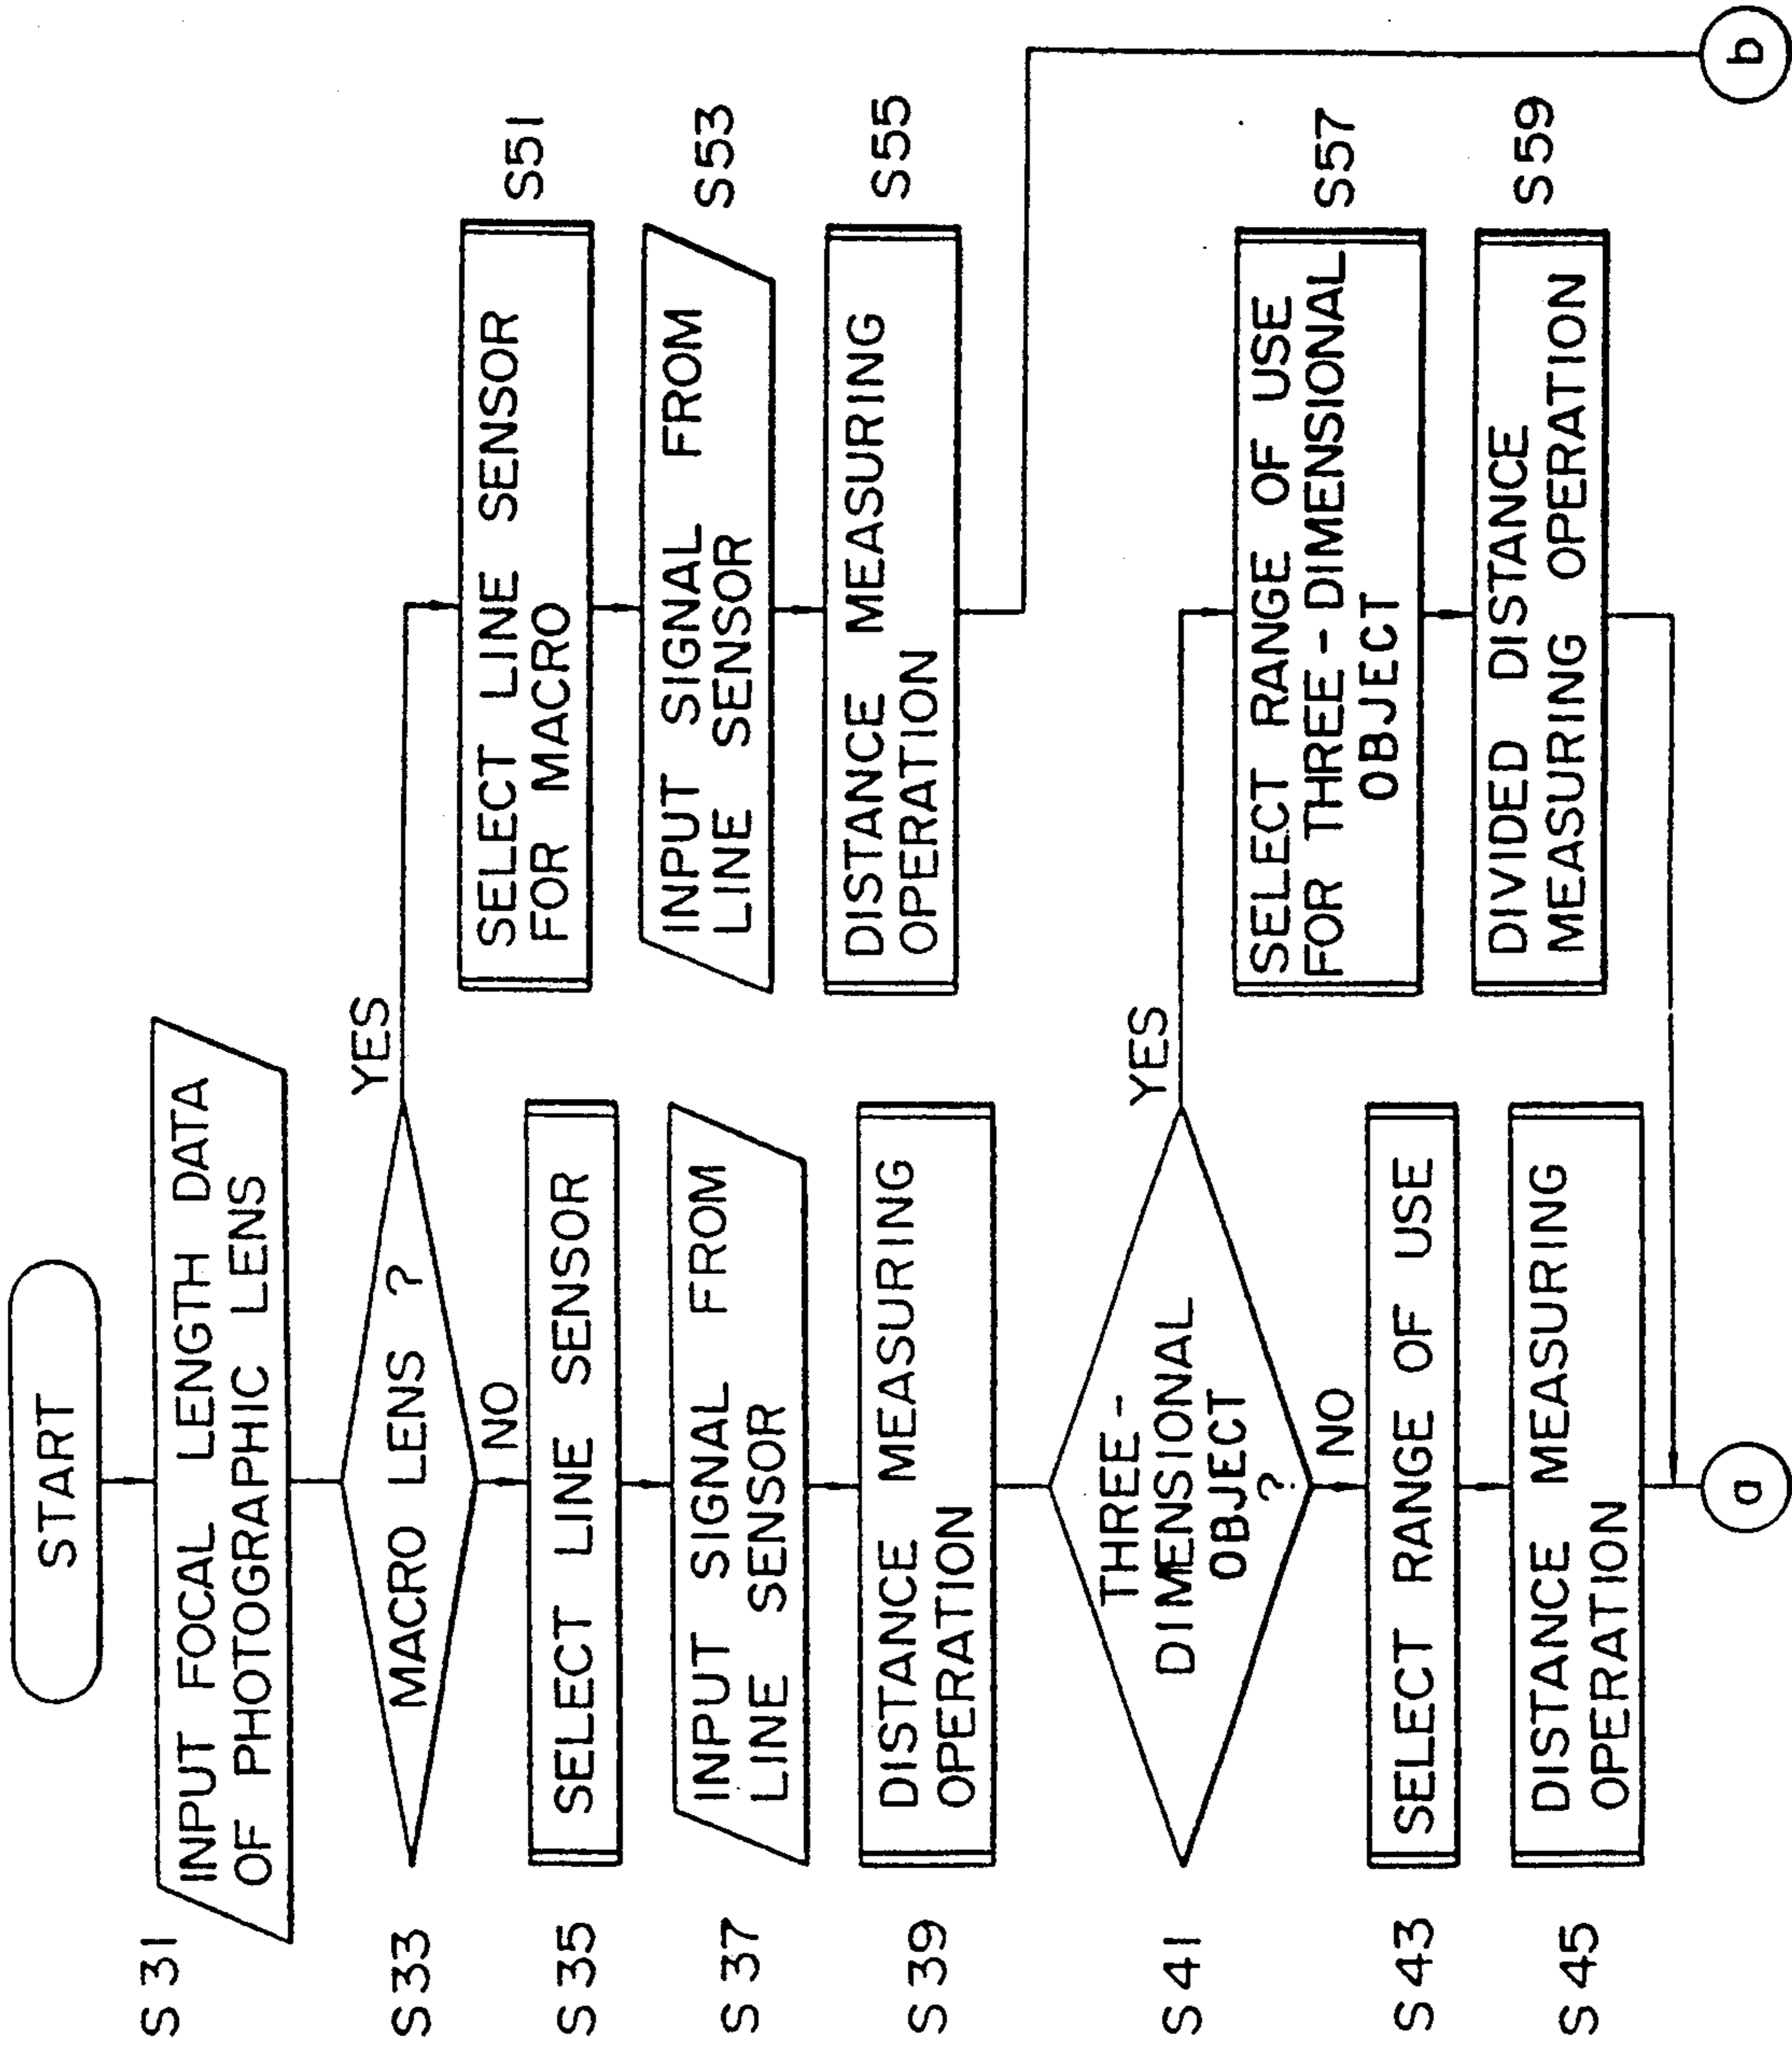 START
S31
INPUT FOCAL LENGTH DATA
OF PHOTOGRAPHIC LENS
S33
MACRO LENS ?
YES
NO
S35
SELECT LINE SENSOR
S37
INPUT SIGNAL FROM
LINE SENSOR
S39
DISTANCE MEASURING
OPERATION
S41
THREE-
DIMENSIONAL
OBJECT
?
YES
NO
S43
SELECT RANGE OF USE
S45
DISTANCE MEASURING
OPERATION
a
S51
SELECT LINE SENSOR
FOR MACRO
S53
INPUT SIGNAL FROM
LINE SENSOR
S55
DISTANCE MEASURING
OPERATION
S57
SELECT RANGE OF USE
FOR THREE-DIMENSIONAL
OBJECT
S59
DIVIDED DISTANCE
MEASURING OPERATION
b